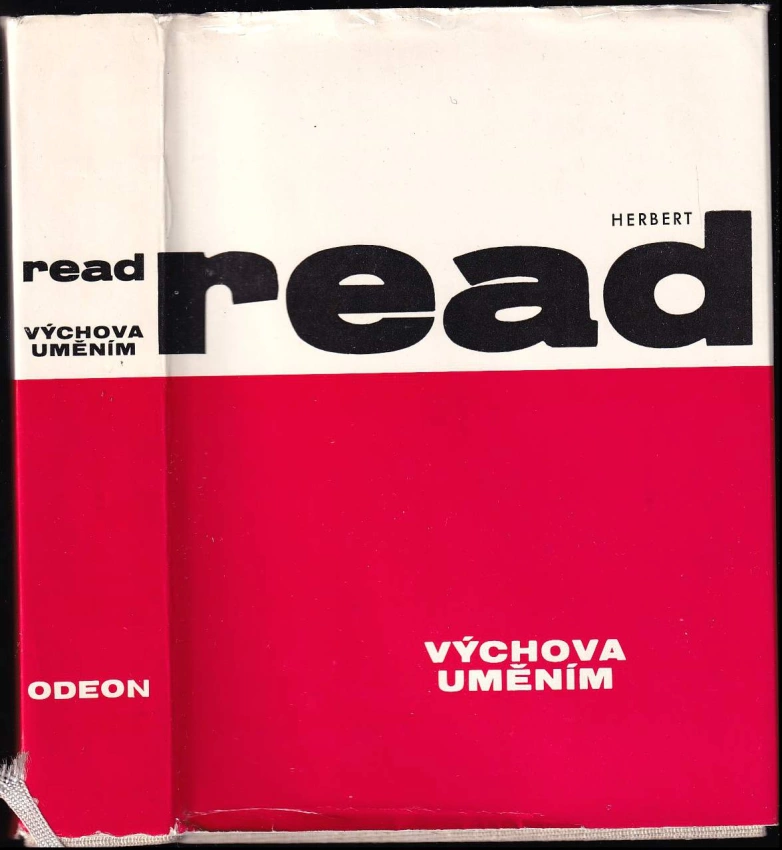 read
VÝCHOVA
UMĚNÍM
ODEON
HERBERT
read
VÝCHOVA
UMĚNÍM